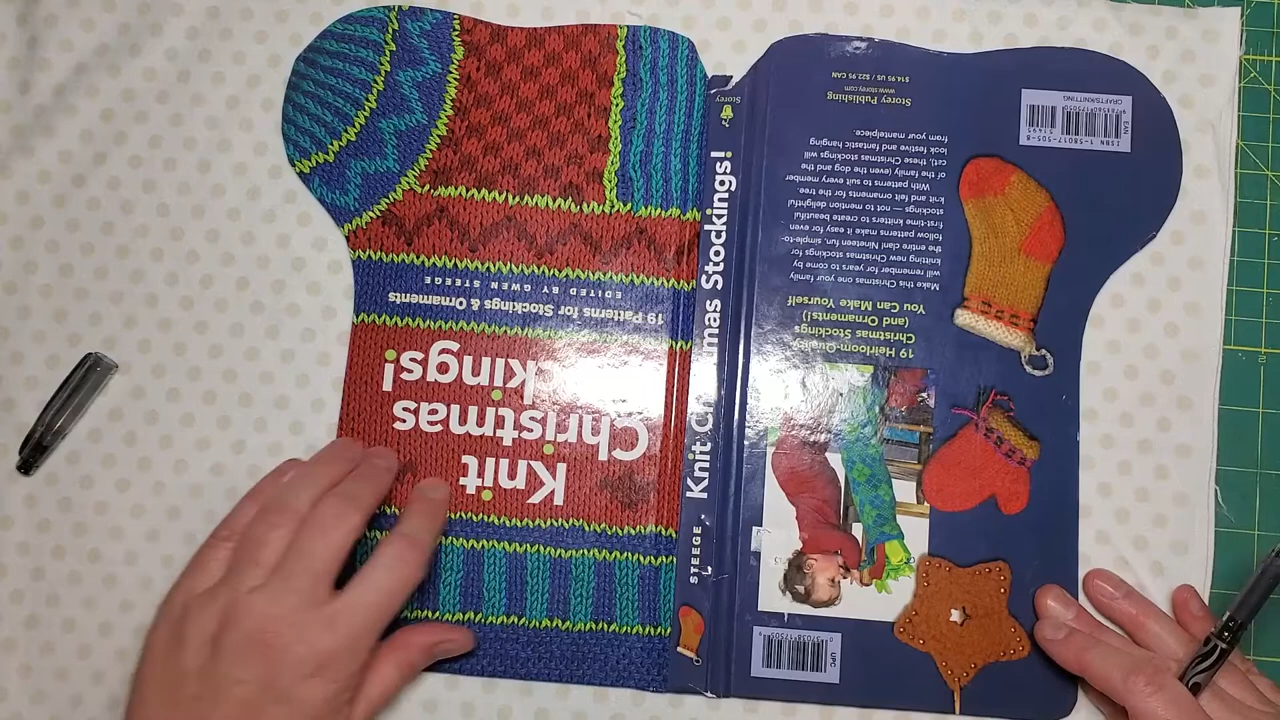 Knit
Christmas
Stockings!
19 Patterns for Stockings & Ornaments
EDITED BY GWEN STEEGE
STEEGE
Knit Christmas Stockings!
Storey
19 Heirloom-Quality
Christmas Stockings
(and Ornaments!)
You Can Make Yourself
Make this Christmas one your family
will remember for years to come by
knitting new Christmas stockings for
the entire clan! Nineteen fun, simple-to-
follow patterns make it easy for even
first-time knitters to create beautiful
stockings — not to mention delightful
knit and felt ornaments for the tree.
With patterns to suit every member
of the family (even the dog and the
cat), these Christmas stockings will
look festive and fantastic hanging
from your mantelpiece.
Storey Publishing
www.storey.com
$14.95 US / $22.95 CAN
UPC
ISBN 1-58017-505-8
EAN
51495
9781580175050
CRAFTS/KNITTING